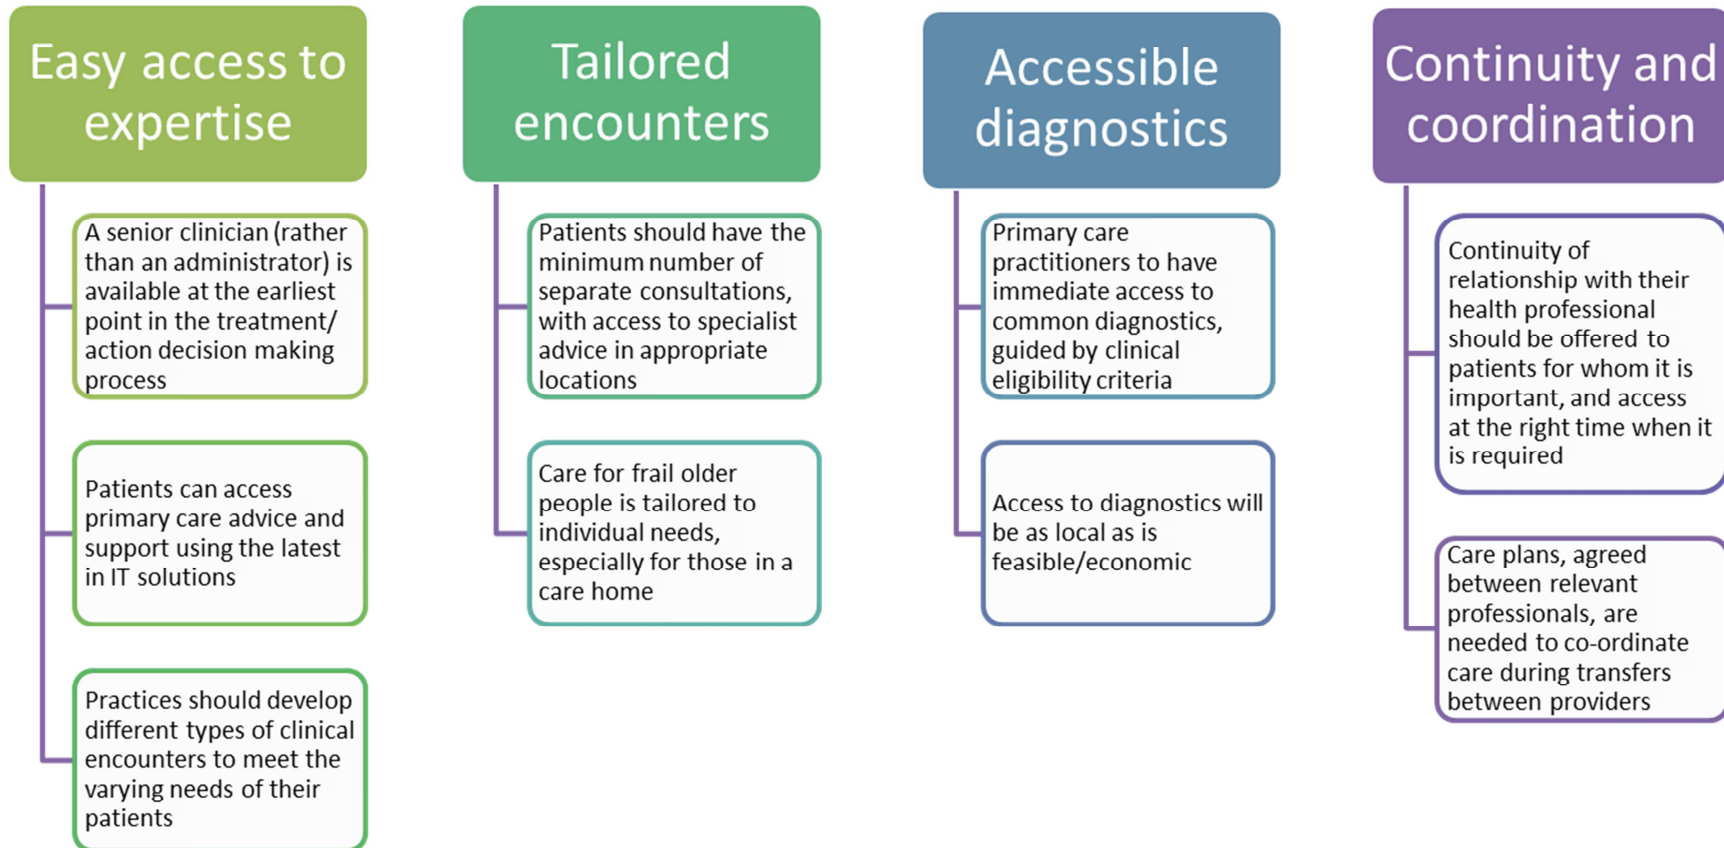 Easy access to
expertise
A senior clinician (rather
than an administrator) is
available at the earliest
point in the treatment/
action decision making
process
Patients can access
primary care advice and
support using the latest
in IT solutions
Practices should develop
different types of clinical
encounters to meet the
varying needs of their
patients
Tailored
encounters
Patients should have the
minimum number of
separate consultations,
with access to specialist
advice in appropriate
locations
Care for frail older
people is tailored to
individual needs,
especially for those in a
care home
Accessible
diagnostics
Primary care
practitioners to have
immediate access to
common diagnostics,
guided by clinical
eligibility criteria
Access to diagnostics will
be as local as is
feasible/economic
Continuity and
coordination
Continuity of
relationship with their
health professional
should be offered to
patients for whom it is
important, and access
at the right time when it
is required
Care plans, agreed
between relevant
professionals, are
needed to co-ordinate
care during transfers
between providers